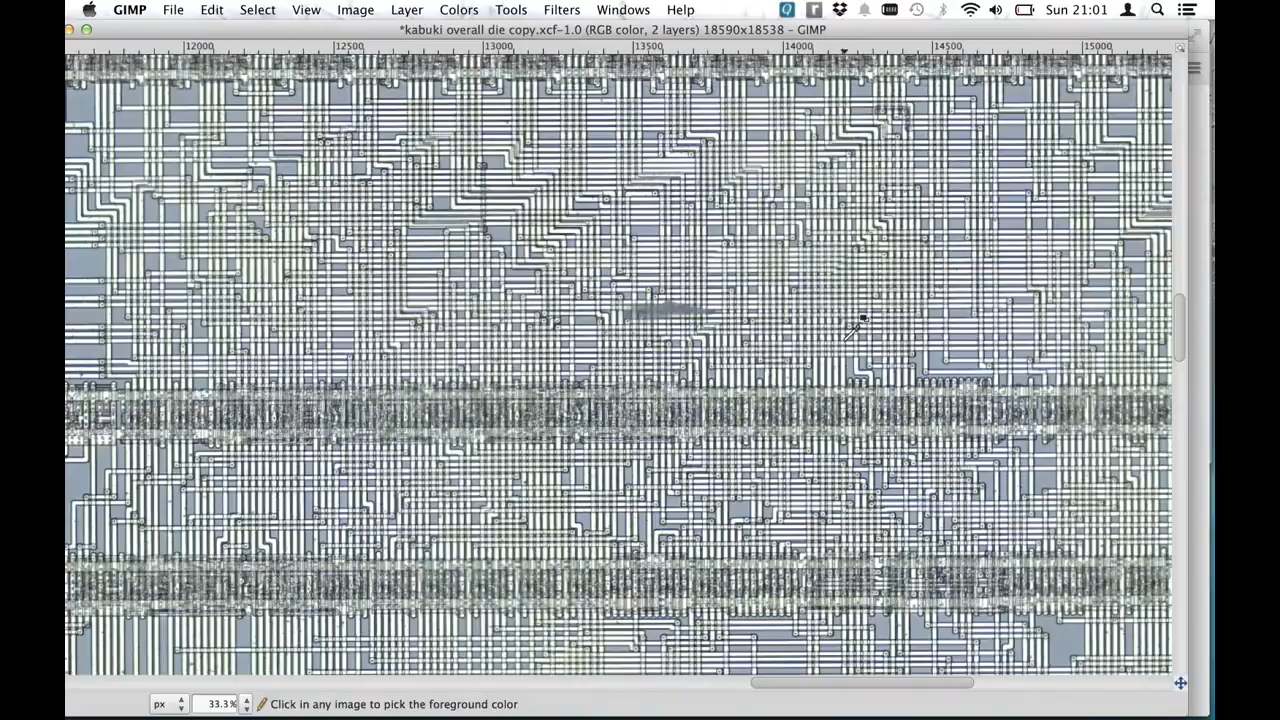 GIMP File Edit Select View Image Layer Colors Tools Filters Windows Help Sun 21:01
*kabuki overall die copy.xcf-1.0 (RGB color, 2 layers) 18590x18538 – GIMP
12000 12500 13000 13500 14000 14500 15000
px 33.3% Click in any image to pick the foreground color